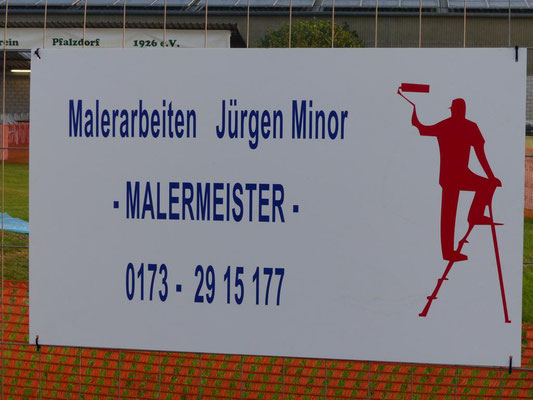 rein Pfalzdorf 1926 e.V.
Malerarbeiten Jürgen Minor
- MALERMEISTER -
0173 - 29 15 177